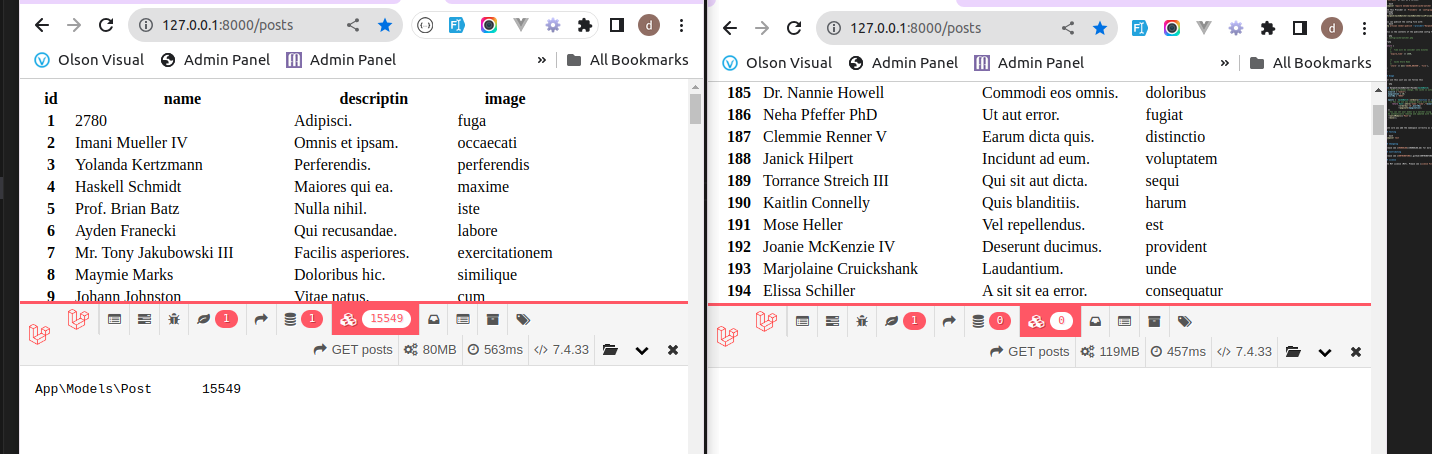 127.0.0.1:8000/posts
d
Olson Visual Admin Panel Admin Panel » All Bookmarks
id name descriptin image
1 2780 Adipisci. fuga
2 Imani Mueller IV Omnis et ipsam. occaecati
3 Yolanda Kertzmann Perferendis. perferendis
4 Haskell Schmidt Maiores qui ea. maxime
5 Prof. Brian Batz Nulla nihil. iste
6 Ayden Franecki Qui recusandae. labore
7 Mr. Tony Jakubowski III Facilis asperiores. exercitationem
8 Maymie Marks Doloribus hic. similique
9 Johann Johnston Vitae natus. cum
1 1 15549
GET posts 80MB 563ms 7.4.33
App\Models\Post 15549
127.0.0.1:8000/posts
d
Olson Visual Admin Panel Admin Panel » All Bookmarks
185 Dr. Nannie Howell Commodi eos omnis. doloribus
186 Neha Pfeffer PhD Ut aut error. fugiat
187 Clemmie Renner V Earum dicta quis. distinctio
188 Janick Hilpert Incidunt ad eum. voluptatem
189 Torrance Streich III Qui sit aut dicta. sequi
190 Kaitlin Connelly Quis blanditiis. harum
191 Mose Heller Vel repellendus. est
192 Joanie McKenzie IV Deserunt ducimus. provident
193 Marjolaine Cruickshank Laudantium. unde
194 Elissa Schiller A sit sit ea error. consequatur
1 0 0
GET posts 119MB 457ms 7.4.33